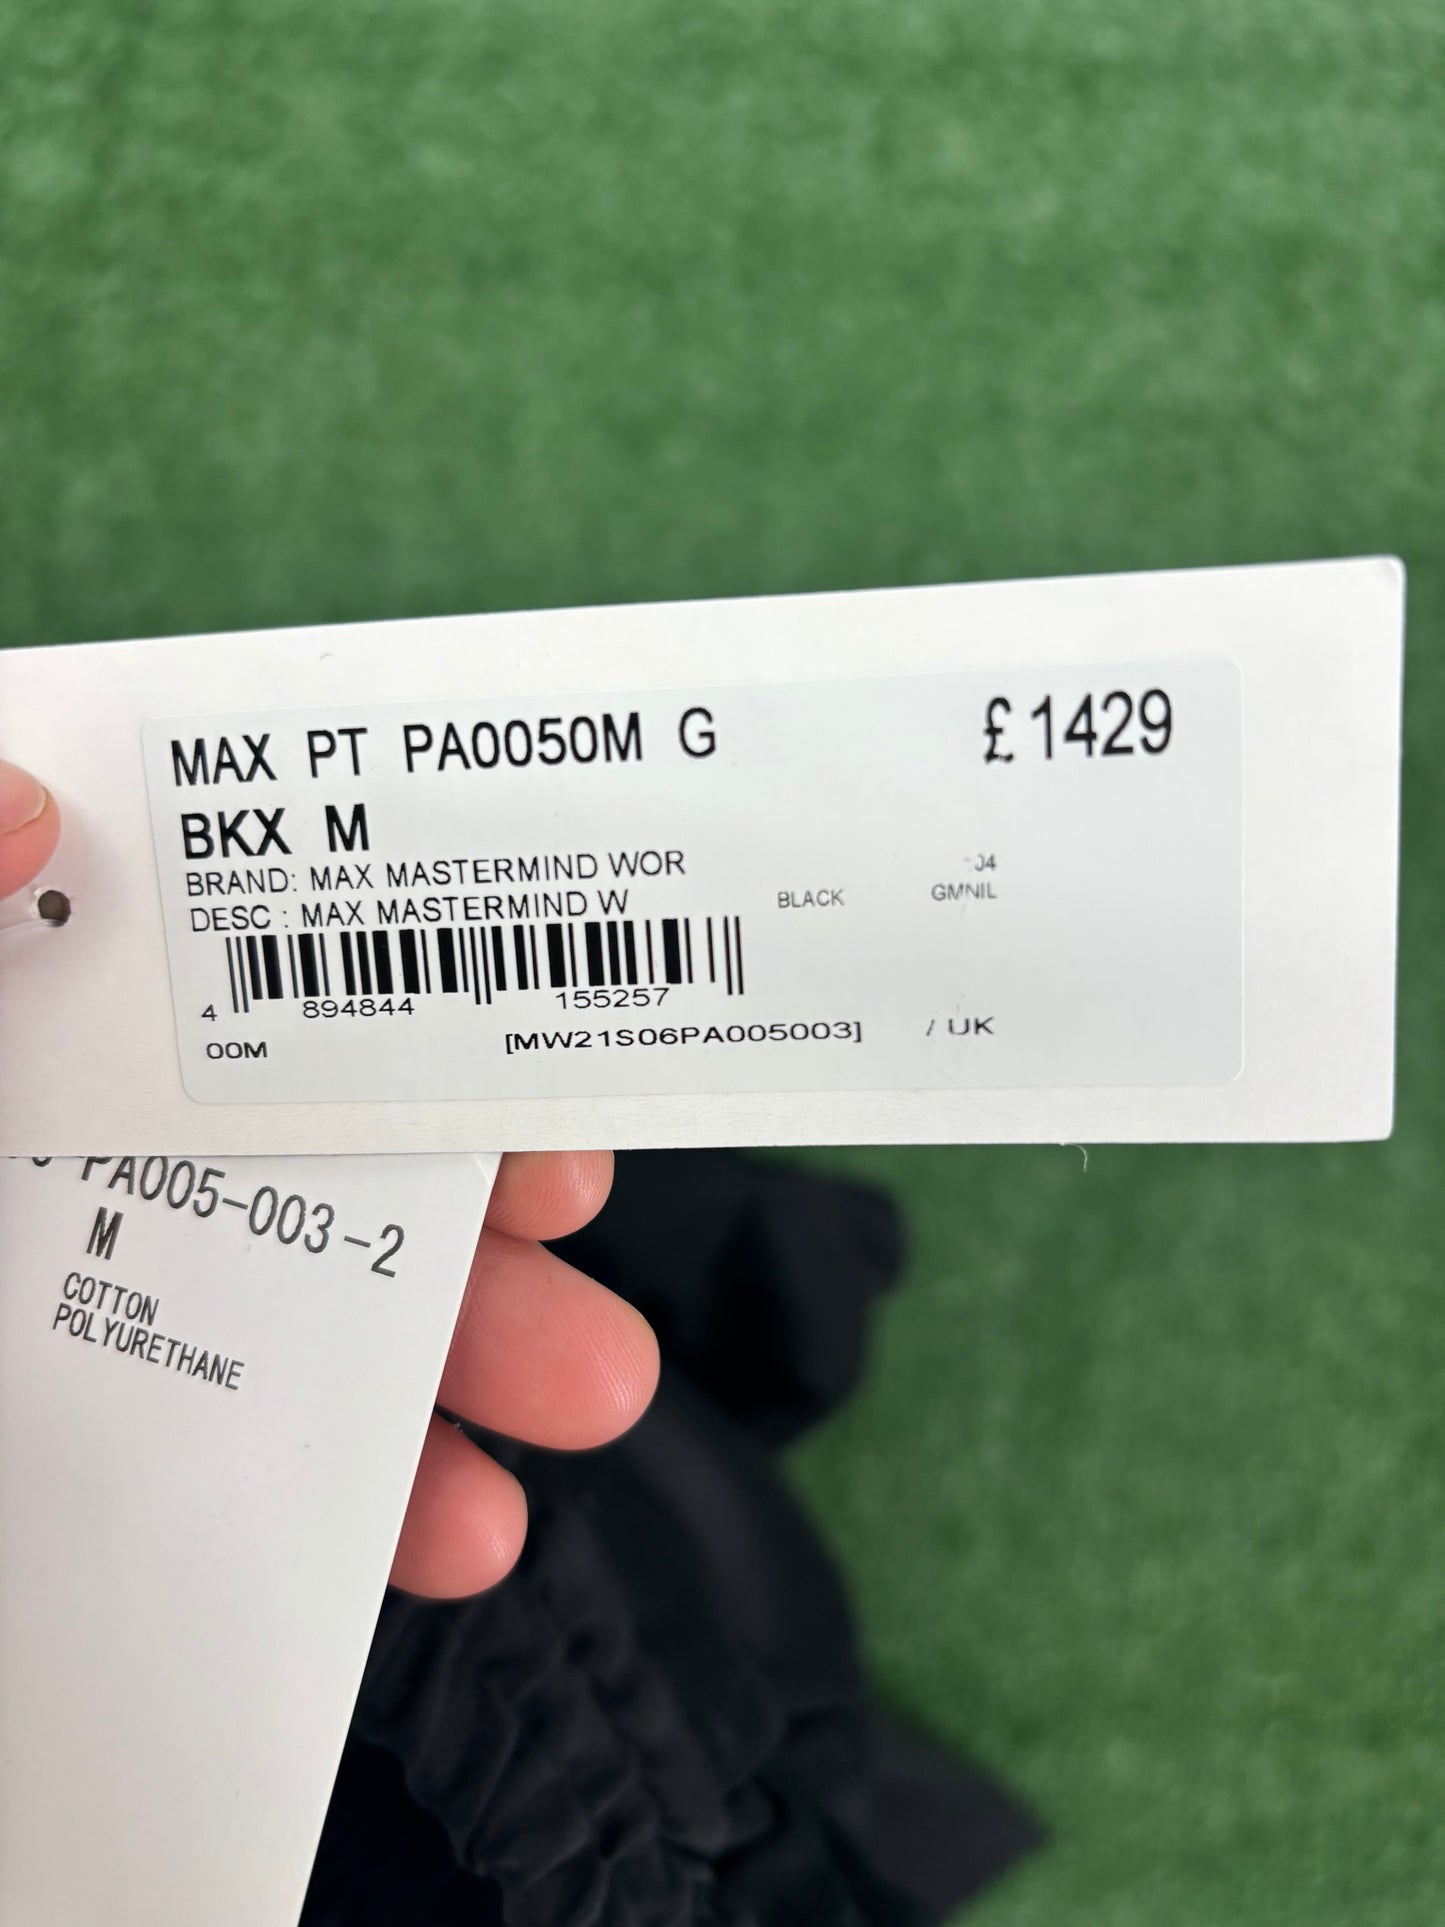 MAX PT PA0050M G £1429
BKX M
BRAND: MAX MASTERMIND WOR
DESC : MAX MASTERMIND W BLACK GMNIL
4 894844 155257
00M [MW21S06PA005003] / UK
PA005-003-2
M
COTTON
POLYURETHANE